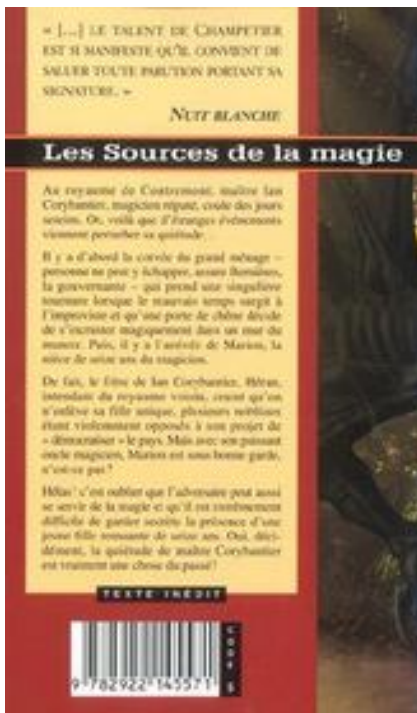 « [...] LE TALENT DE CHAMPETIER
EST SI MANIFESTE QU'IL CONVIENT DE
SALUER TOUTE PARUTION PORTANT SA
SIGNATURE. »
NUIT BLANCHE
Les Sources de la magie
Au royaume de Contremont, maître Ian
Corybantier, magicien réputé, coule des jours
sereins. Or, voilà que d'étranges événements
viennent perturber sa quiétude...
Il y a d'abord la corvée du grand ménage –
personne ne peut y échapper, assure
la gouvernante – qui prend une singulière
tournure lorsque le mauvais temps surgit à
l'improviste et qu'une porte de chêne décide
de s'incruster magiquement dans un mur du
manoir. Puis, il y a l'arrivée de Marion, la
nièce de seize ans du magicien.
De fait, le frère de Ian Corybantier,
intendant du royaume voisin, craint qu'on
n'enlève sa fille unique, plusieurs nobliaux
étant violemment opposés à son projet de
« démocratiser » le pays. Mais avec son puissant
oncle magicien, Marion est sous bonne garde,
n'est-ce pas ?
Hélas ! c'est oublier que l'adversaire peut aussi
se servir de la magie et qu'il est extrêmement
difficile de garder secrète la présence d'une
jeune fille remuante de seize ans. Oui, déci-
dément, la quiétude de maître Corybantier
est vraiment une chose du passé !
TEXTE INÉDIT
CODE 5
9 782922 145571